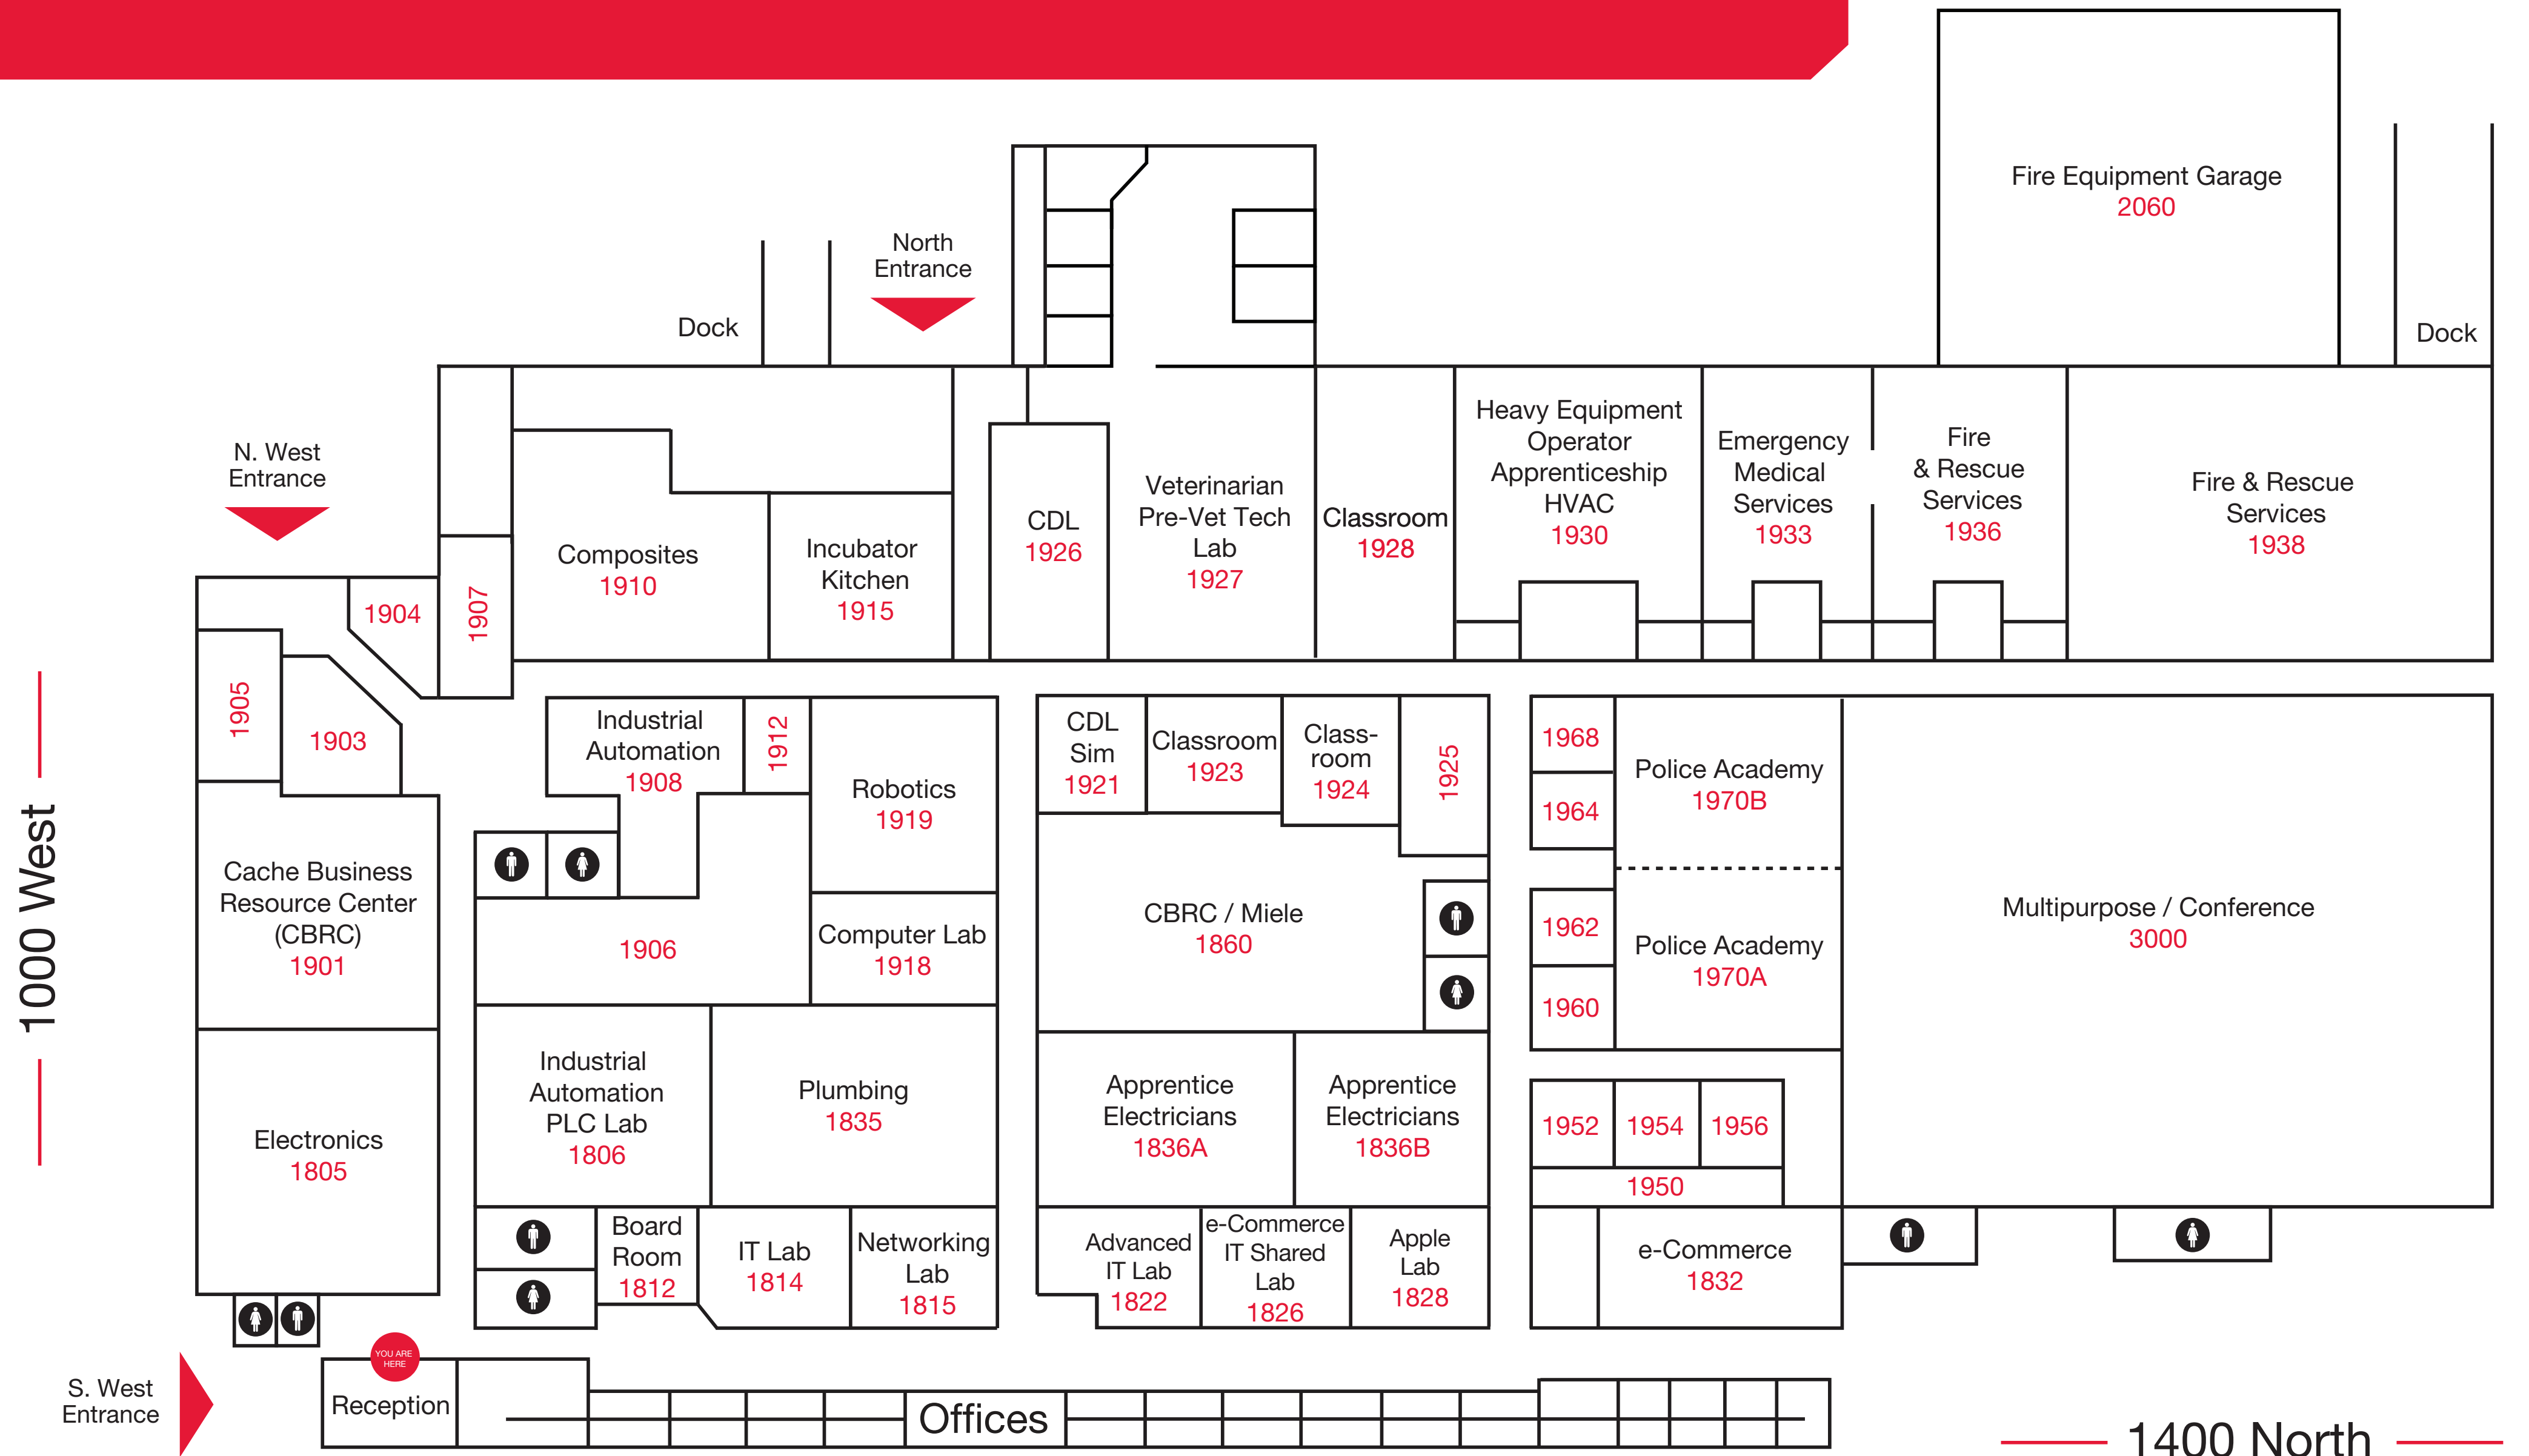 Fire Equipment Garage
2060
North
Entrance
Dock
Dock
N. West
Entrance
1904
1907
Composites
1910
Incubator
Kitchen
1915
CDL
1926
Veterinarian
Pre-Vet Tech
Lab
1927
Classroom
1928
Heavy Equipment
Operator
Apprenticeship
HVAC
1930
Emergency
Medical
Services
1933
Fire
& Rescue
Services
1936
Fire & Rescue
Services
1938
1905
1903
Industrial
Automation
1908
1912
Robotics
1919
CDL
Sim
1921
Classroom
1923
Class-
room
1924
1925
1968
1964
Police Academy
1970B
1000 West
Cache Business
Resource Center
(CBRC)
1901
1906
Computer Lab
1918
CBRC / Miele
1860
1962
1960
Police Academy
1970A
Multipurpose / Conference
3000
Electronics
1805
Industrial
Automation
PLC Lab
1806
Plumbing
1835
Apprentice
Electricians
1836A
Apprentice
Electricians
1836B
1952
1954
1956
1950
Board
Room
1812
IT Lab
1814
Networking
Lab
1815
Advanced
IT Lab
1822
e-Commerce
IT Shared
Lab
1826
Apple
Lab
1828
e-Commerce
1832
YOU ARE
HERE
S. West
Entrance
Reception
Offices
1400 North